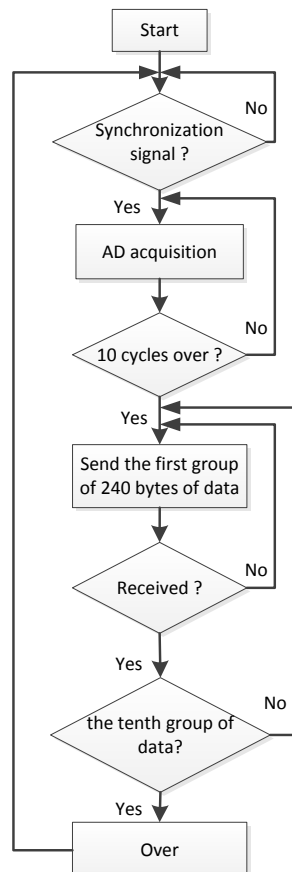 Start
No
Synchronization
signal ?
Yes
AD acquisition
No
10 cycles over ?
Yes
Send the first group
of 240 bytes of data
No
Received ?
Yes
No
the tenth group of
data?
Yes
Over